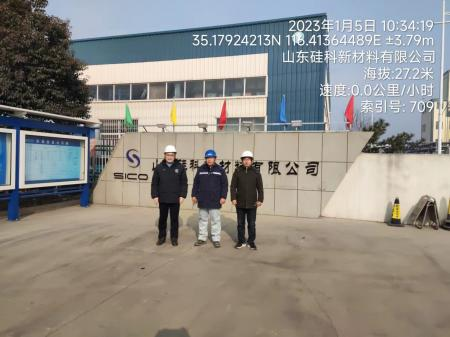 2023年1月5日 10:34:19
35.17924213N 118.41364489E ±3.79m
山东硅科新材料有限公司
海拔:27.2米
速度:0.0公里/小时
索引号: 7091
SICO
有限公司